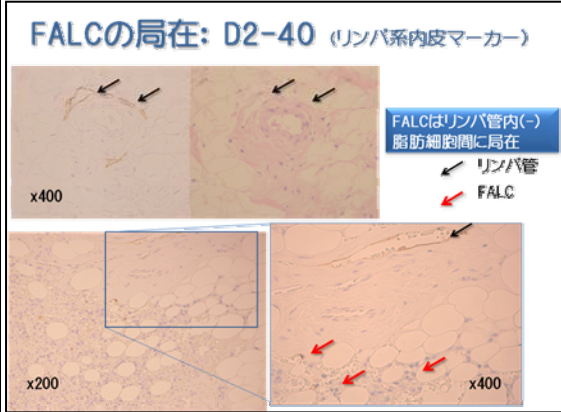 FALCの局在: D2-40 (リンパ系内皮マーカー)
FALCはリンパ管内(-)
脂肪細胞間に局在
リンパ管
FALC
x400
x200
x400